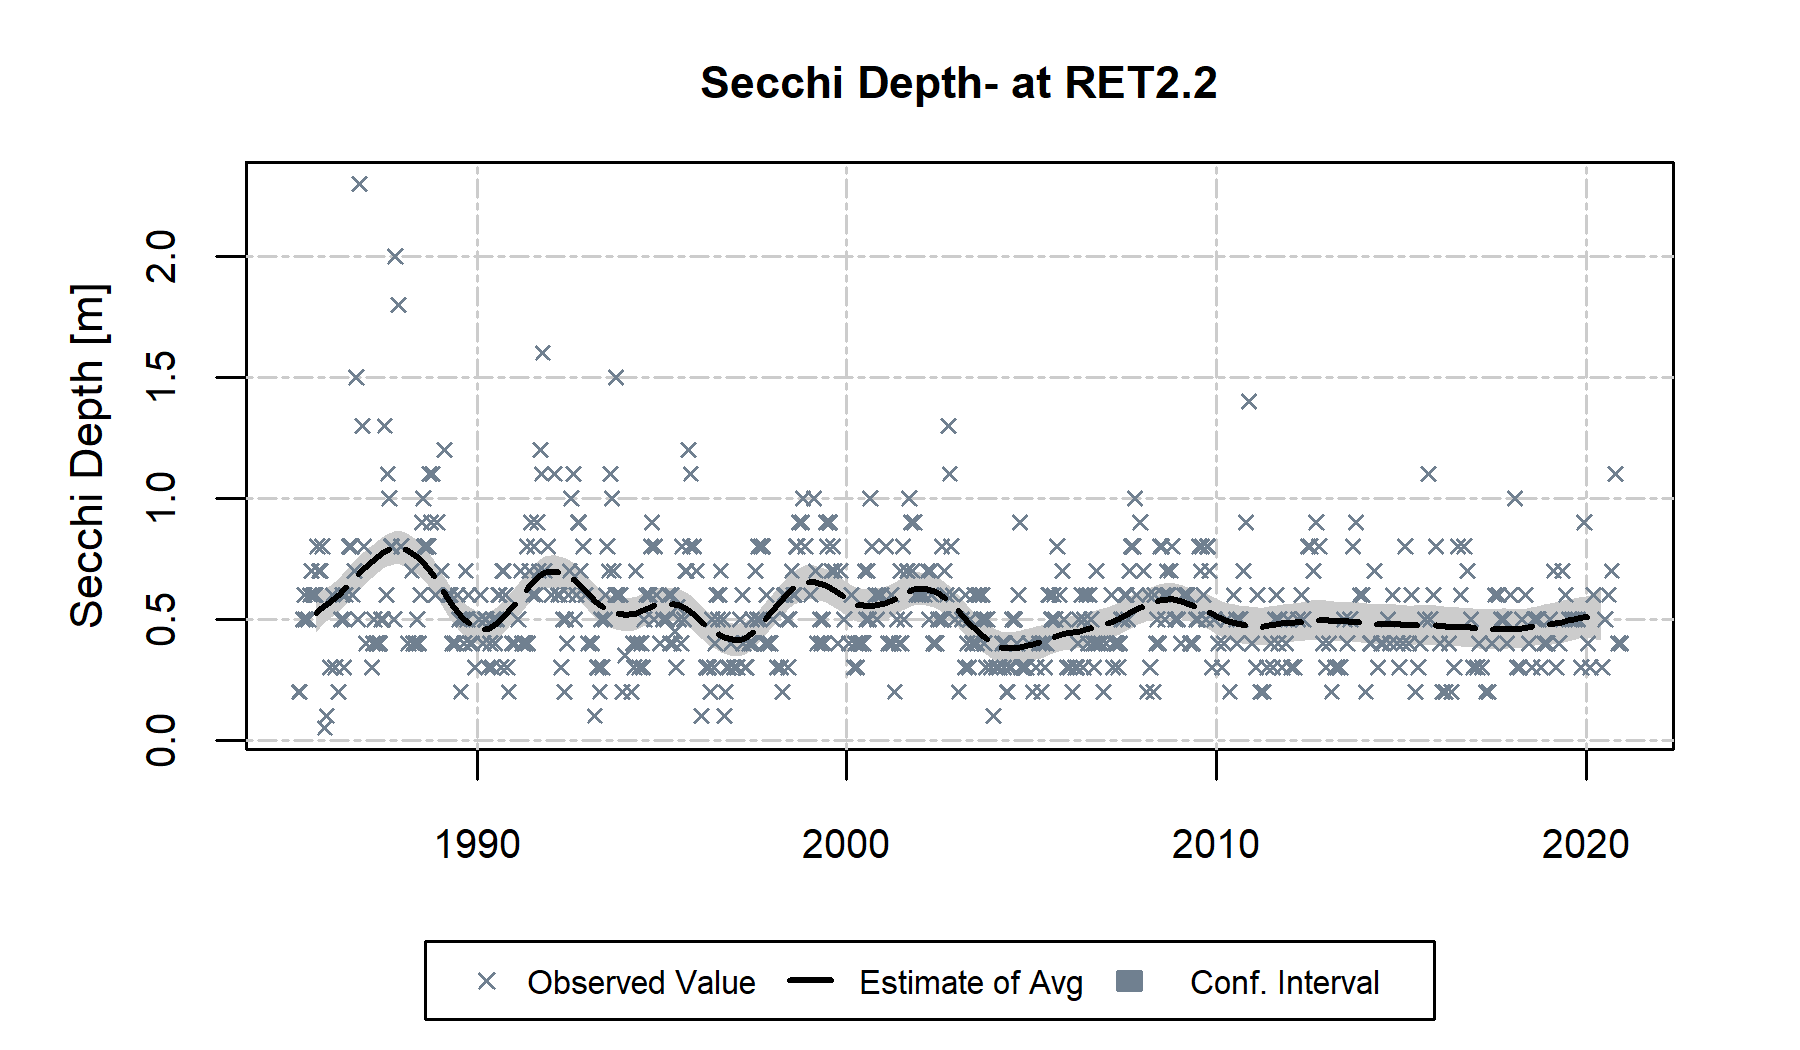 Secchi Depth- at RET2.2
Secchi Depth [m]
2.0
1.5
1.0
0.5
0.0
1990 2000 2010 2020
Observed Value Estimate of Avg Conf. Interval